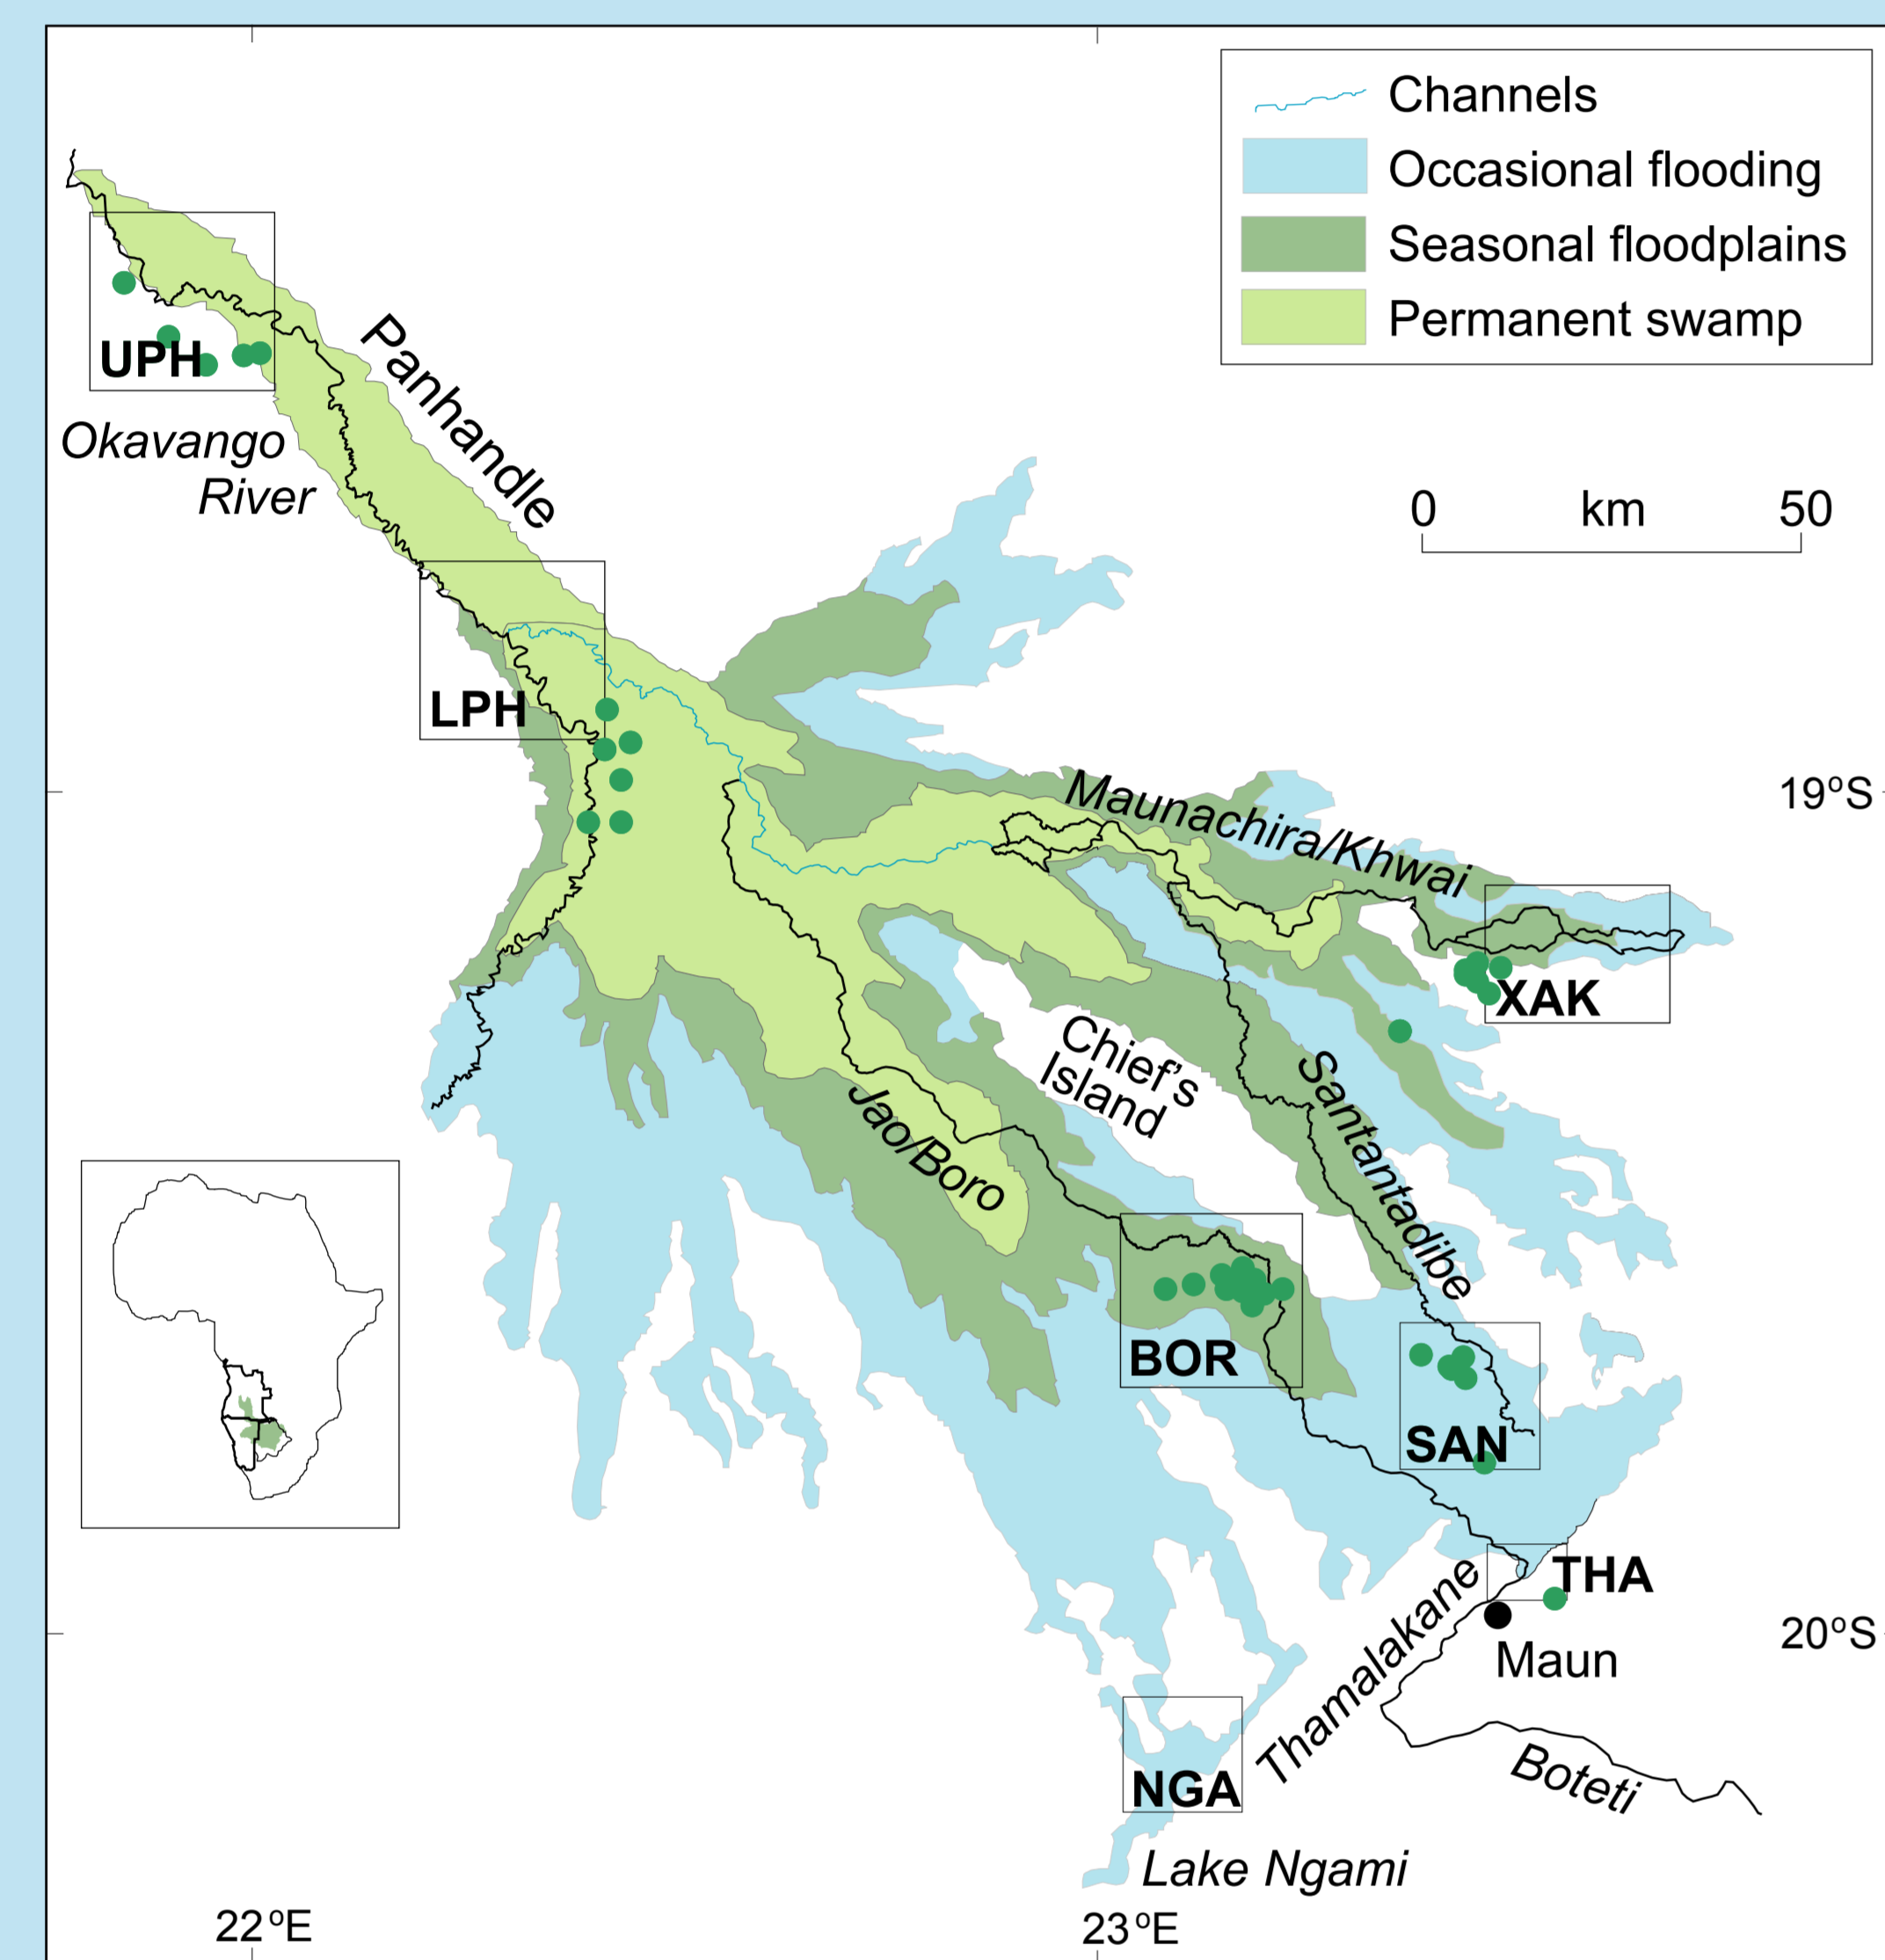 Channels
Occasional flooding
Seasonal floodplains
Permanent swamp
UPH
Panhandle
Okavango
River
0 km 50
LPH
19°S
Maunachira/Khwai
XAK
Chief's
Island
Santantadibe
Jao/Boro
BOR
SAN
THA
Thamalakane
20°S
Maun
NGA
Boteti
Lake Ngami
22°E
23°E